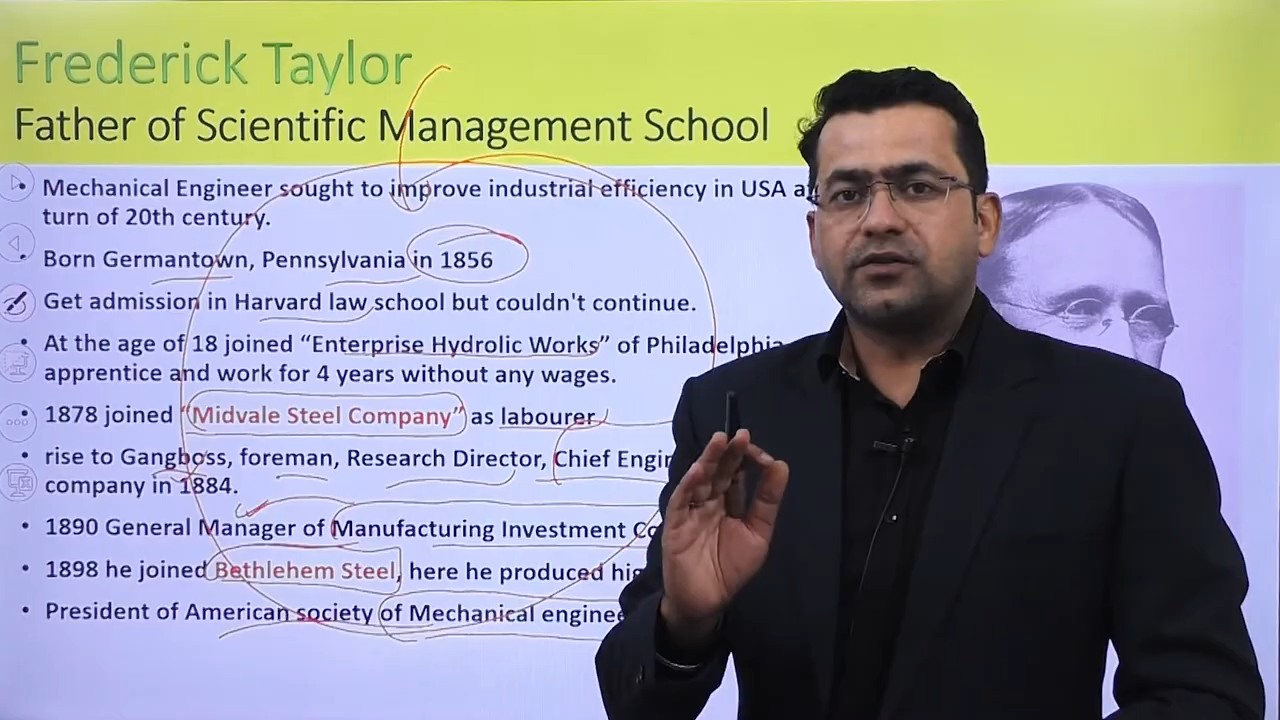 Frederick Taylor
Father of Scientific Management School
Mechanical Engineer sought to improve industrial efficiency in USA
turn of 20th century.
Born Germantown, Pennsylvania in 1856
Get admission in Harvard law school but couldn't continue.
• At the age of 18 joined “Enterprise Hydrolic Works” of Philadelphia
apprentice and work for 4 years without any wages.
• 1878 joined “Midvale Steel Company” as labourer
• rise to Gangboss, foreman, Research Director, Chief
company in 1884.
• 1890 General Manager of Manufacturing Investment
• 1898 he joined Bethlehem Steel, here he produced
• President of American society of Mechanical